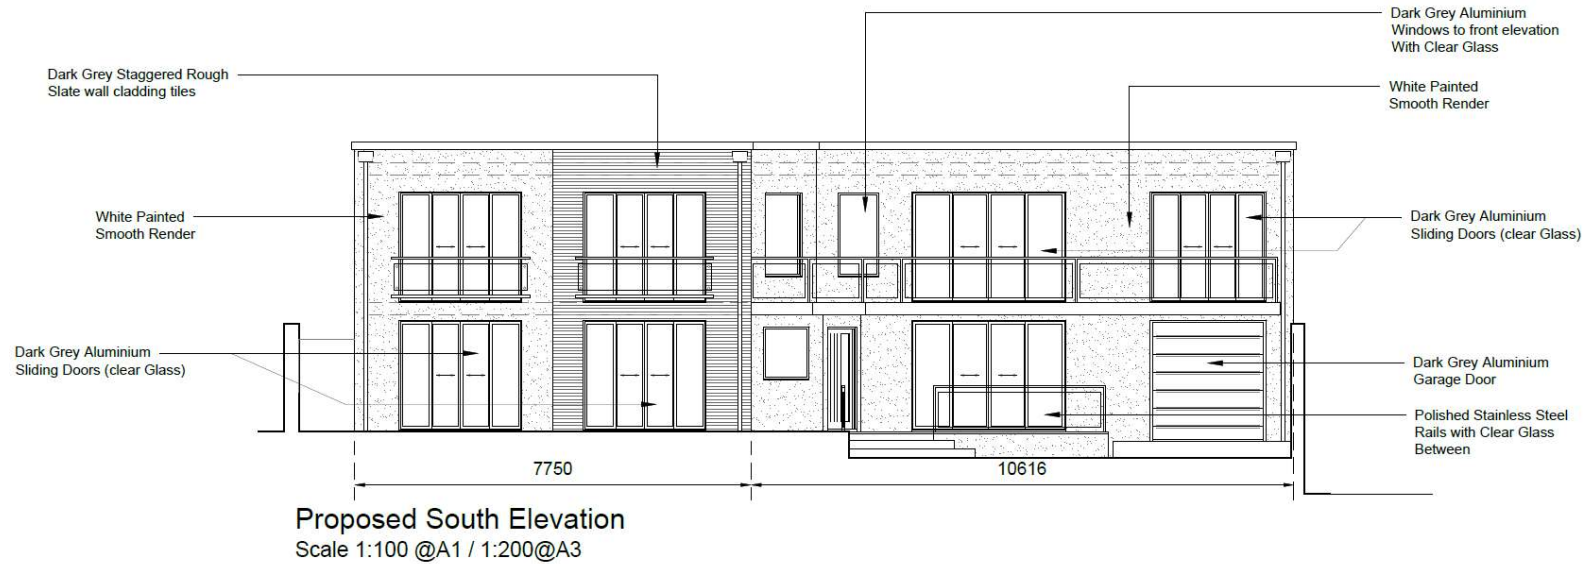 Dark Grey Aluminium
Windows to front elevation
With Clear Glass
Dark Grey Staggered Rough
Slate wall cladding tiles
White Painted
Smooth Render
White Painted
Smooth Render
Dark Grey Aluminium
Sliding Doors (clear Glass)
Dark Grey Aluminium
Sliding Doors (clear Glass)
Dark Grey Aluminium
Garage Door
Polished Stainless Steel
Rails with Clear Glass
Between
7750
10616
Proposed South Elevation
Scale 1:100 @A1 / 1:200@A3